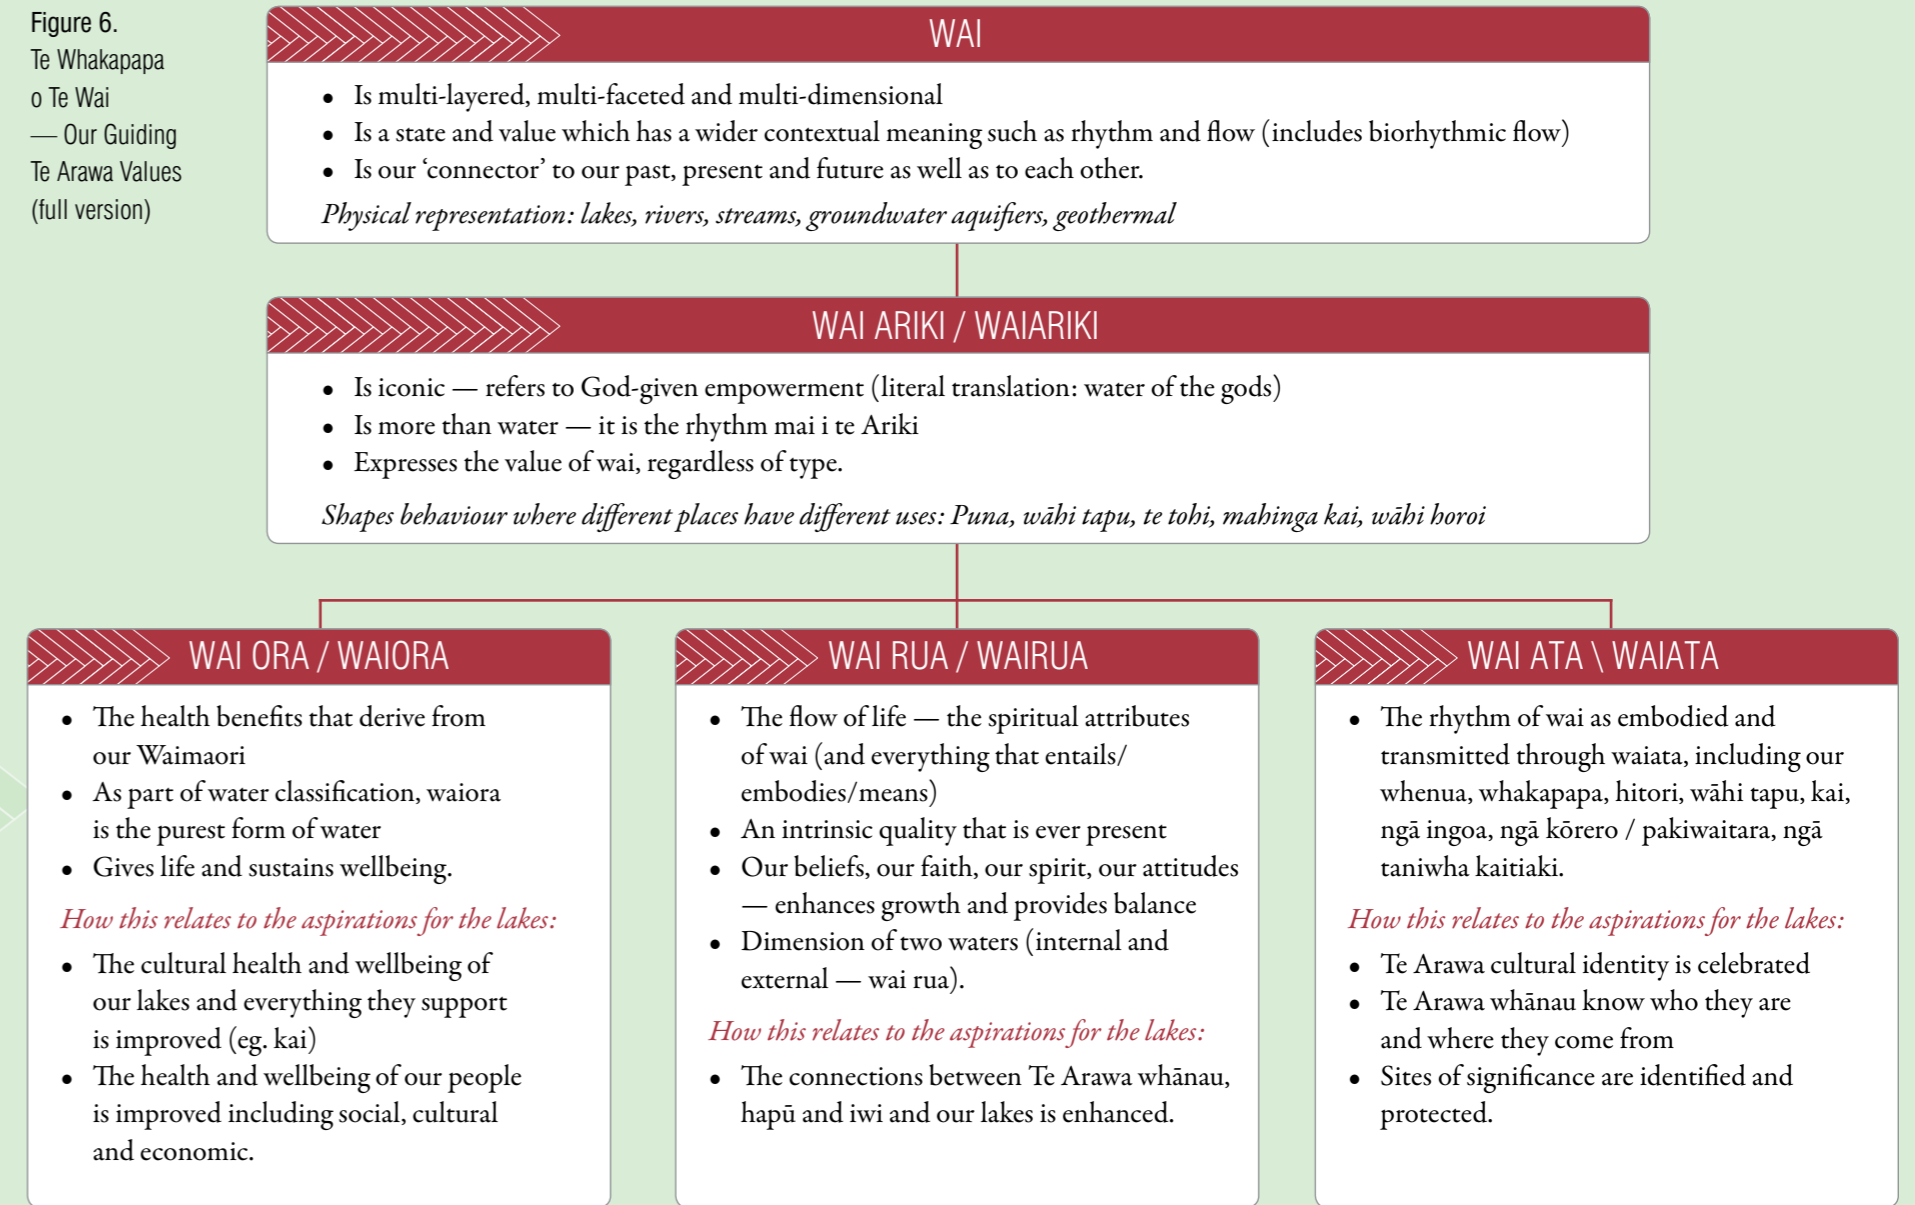 Figure 6.
Te Whakapapa
o Te Wai
— Our Guiding
Te Arawa Values
(full version)
WAI
• Is multi-layered, multi-faceted and multi-dimensional
• Is a state and value which has a wider contextual meaning such as rhythm and flow (includes biorhythmic flow)
• Is our ‘connector’ to our past, present and future as well as to each other.
Physical representation: lakes, rivers, streams, groundwater aquifiers, geothermal
WAI ARIKI / WAIARIKI
• Is iconic — refers to God-given empowerment (literal translation: water of the gods)
• Is more than water — it is the rhythm mai i te Ariki
• Expresses the value of wai, regardless of type.
Shapes behaviour where different places have different uses: Puna, wāhi tapu, te tohi, mahinga kai, wāhi horoi
WAI ORA / WAIORA
• The health benefits that derive from
our Waimaori
• As part of water classification, waiora
is the purest form of water
• Gives life and sustains wellbeing.
How this relates to the aspirations for the lakes:
• The cultural health and wellbeing of
our lakes and everything they support
is improved (eg. kai)
• The health and wellbeing of our people
is improved including social, cultural
and economic.
WAI RUA / WAIRUA
• The flow of life — the spiritual attributes
of wai (and everything that entails/
embodies/means)
• An intrinsic quality that is ever present
• Our beliefs, our faith, our spirit, our attitudes
— enhances growth and provides balance
• Dimension of two waters (internal and
external — wai rua).
How this relates to the aspirations for the lakes:
• The connections between Te Arawa whānau,
hapū and iwi and our lakes is enhanced.
WAI ATA \ WAIATA
• The rhythm of wai as embodied and
transmitted through waiata, including our
whenua, whakapapa, hitori, wāhi tapu, kai,
ngā ingoa, ngā kōrero / pakiwaitara, ngā
taniwha kaitiaki.
How this relates to the aspirations for the lakes:
• Te Arawa cultural identity is celebrated
• Te Arawa whānau know who they are
and where they come from
• Sites of significance are identified and
protected.